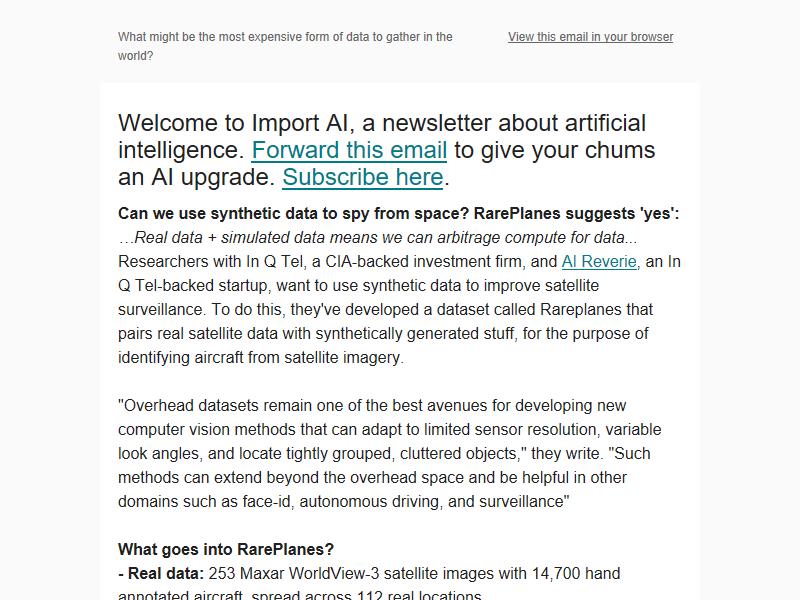 What might be the most expensive form of data to gather in the
world?
View this email in your browser
Welcome to Import AI, a newsletter about artificial
intelligence. Forward this email to give your chums
an AI upgrade. Subscribe here.
Can we use synthetic data to spy from space? RarePlanes suggests 'yes':
…Real data + simulated data means we can arbitrage compute for data...
Researchers with In Q Tel, a CIA-backed investment firm, and AI Reverie, an In
Q Tel-backed startup, want to use synthetic data to improve satellite
surveillance. To do this, they've developed a dataset called Rareplanes that
pairs real satellite data with synthetically generated stuff, for the purpose of
identifying aircraft from satellite imagery.
"Overhead datasets remain one of the best avenues for developing new
computer vision methods that can adapt to limited sensor resolution, variable
look angles, and locate tightly grouped, cluttered objects," they write. "Such
methods can extend beyond the overhead space and be helpful in other
domains such as face-id, autonomous driving, and surveillance"
What goes into RarePlanes?
- Real data: 253 Maxar WorldView-3 satellite images with 14,700 hand
annotated aircraft, spread across 112 real locations.